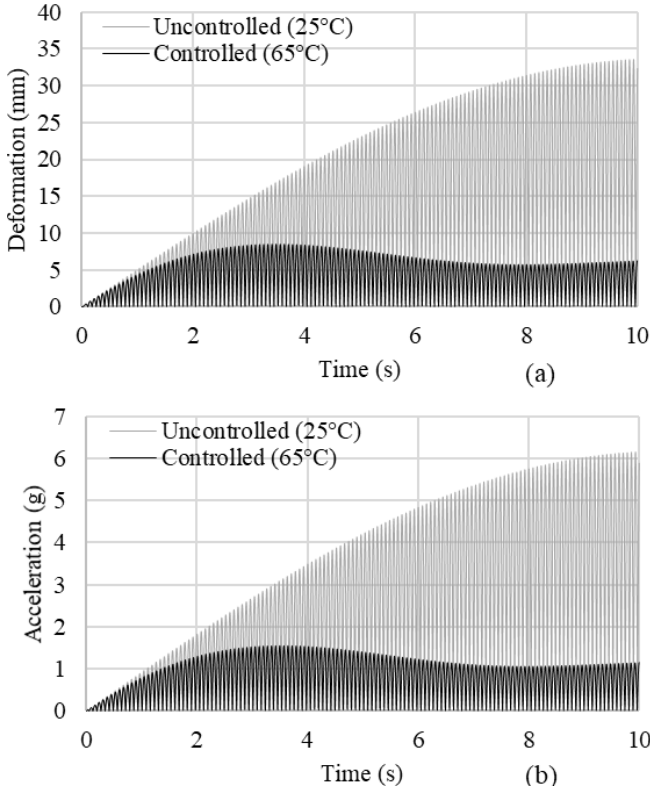 40
35
30
25
20
15
10
5
0
Deformation (mm)
Uncontrolled (25°C)
Controlled (65°C)
0 2 4 6 8 10
Time (s) (a)
7
6
5
4
3
2
1
0
Acceleration (g)
Uncontrolled (25°C)
Controlled (65°C)
0 2 4 6 8 10
Time (s) (b)